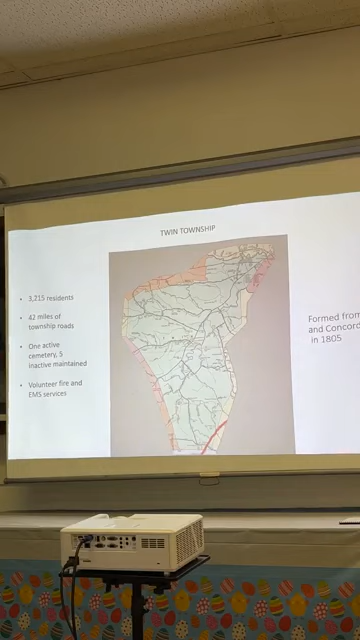 TWIN TOWNSHIP
• 3,215 residents
• 42 miles of
township roads
• One active
cemetery, 5
inactive maintained
• Volunteer fire and
EMS services
Formed from
and Concord
in 1805